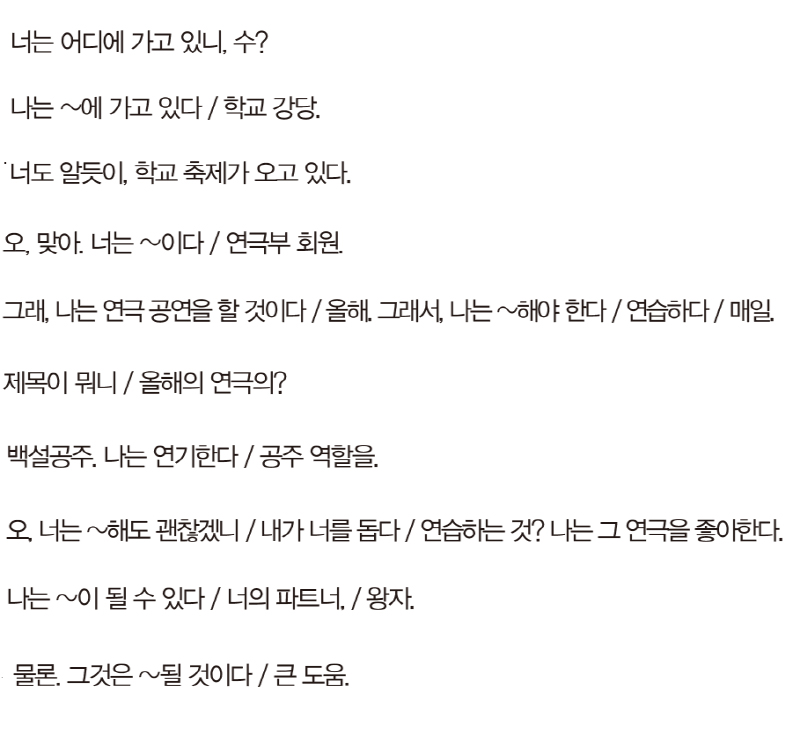 너는 어디에 가고 있니, 수?
나는 ～에 가고 있다 / 학교 강당.
너도 알듯이, 학교 축제가 오고 있다.
오, 맞아. 너는 ～이다 / 연극부 회원.
그래, 나는 연극 공연을 할 것이다 / 올해. 그래서, 나는 ～해야 한다 / 연습하다 / 매일.
제목이 뭐니 / 올해의 연극의?
백설공주. 나는 연기한다 / 공주 역할을.
오, 너는 ～해도 괜찮겠니 / 내가 너를 돕다 / 연습하는 것? 나는 그 연극을 좋아한다.
나는 ～이 될 수 있다 / 너의 파트너, / 왕자.
물론. 그것은 ～될 것이다 / 큰 도움.